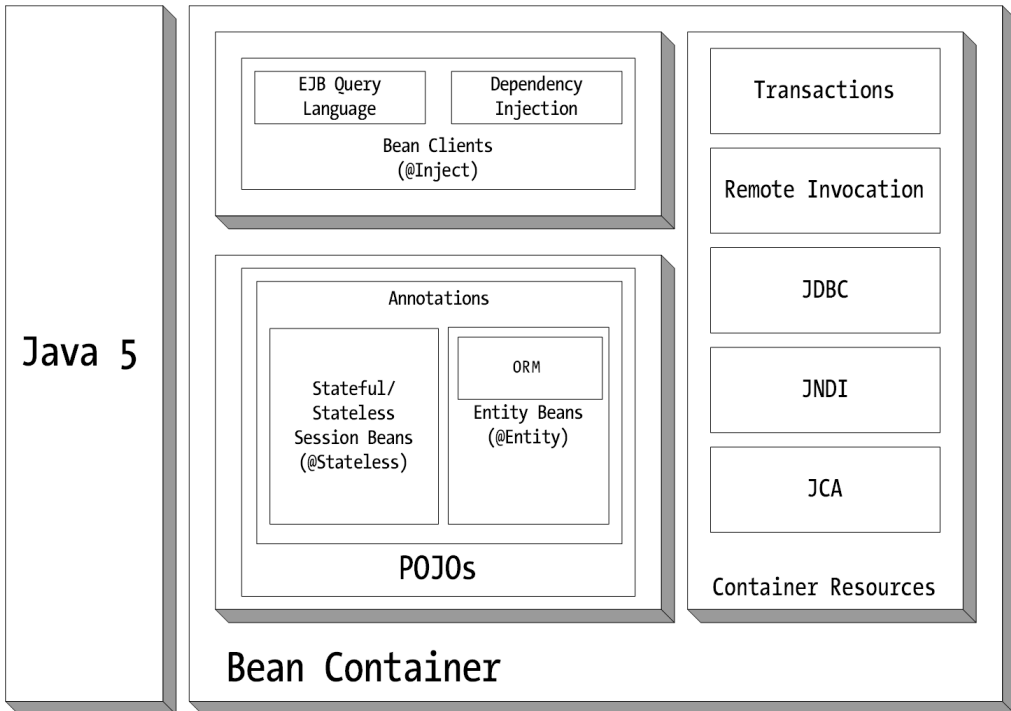 Java 5
EJB Query
Language
Dependency
Injection
Bean Clients
(@Inject)
Annotations
Stateful/
Stateless
Session Beans
(@Stateless)
ORM
Entity Beans
(@Entity)
POJOs
Transactions
Remote Invocation
JDBC
JNDI
JCA
Container Resources
Bean Container